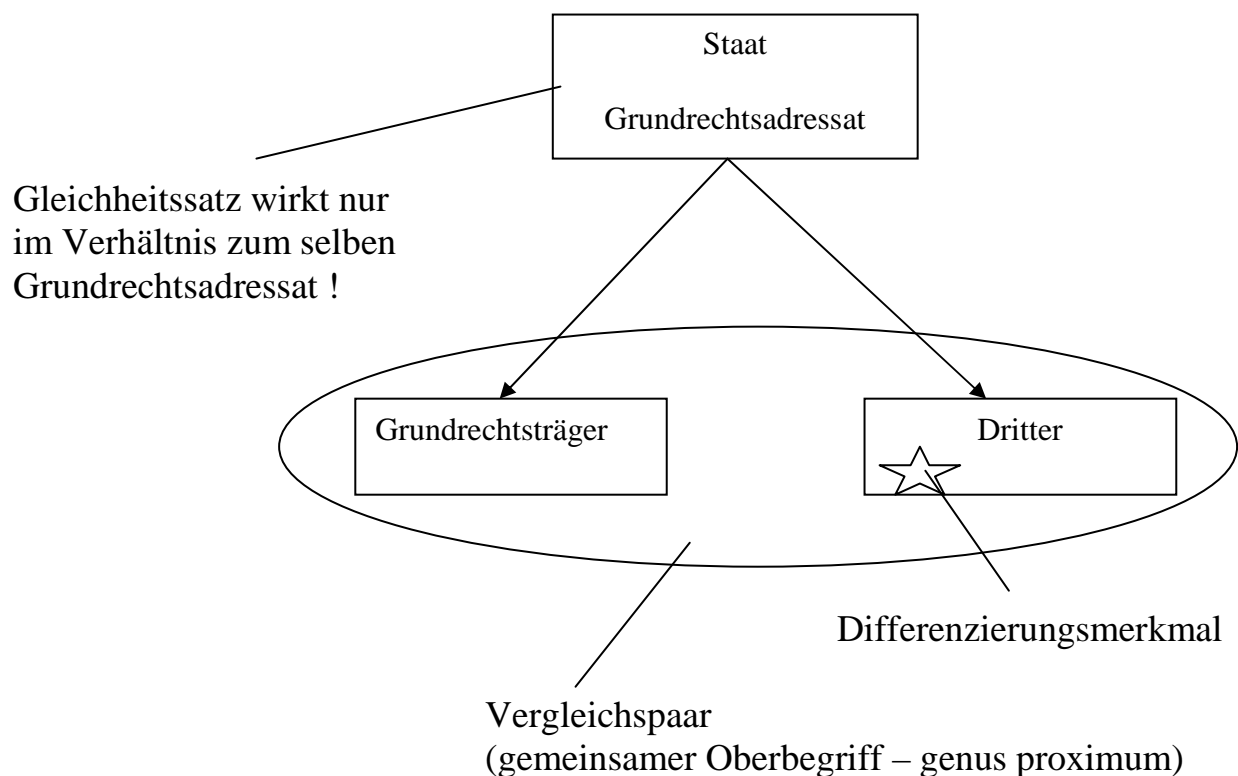 Staat
Grundrechtsadressat
Gleichheitssatz wirkt nur
im Verhältnis zum selben
Grundrechtsadressat !
Grundrechtsträger
Dritter
Differenzierungsmerkmal
Vergleichspaar
(gemeinsamer Oberbegriff – genus proximum)